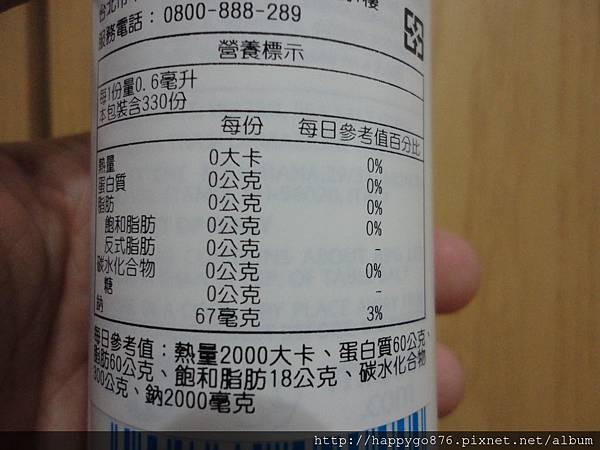 台北市
樓
服務電話：0800-888-289
營養標示
每1份量0.6毫升
本包裝含330份
每份 每日參考值百分比
熱量 0大卡 0%
蛋白質 0公克 0%
脂肪 0公克 0%
飽和脂肪 0公克 0%
反式脂肪 0公克 -
碳水化合物 0公克 0%
糖 0公克 -
鈉 67毫克 3%
每日參考值：熱量2000大卡、蛋白質60公克、
脂肪60公克、飽和脂肪18公克、碳水化合物
300公克、鈉2000毫克
http://happygo876.pixnet.net/album